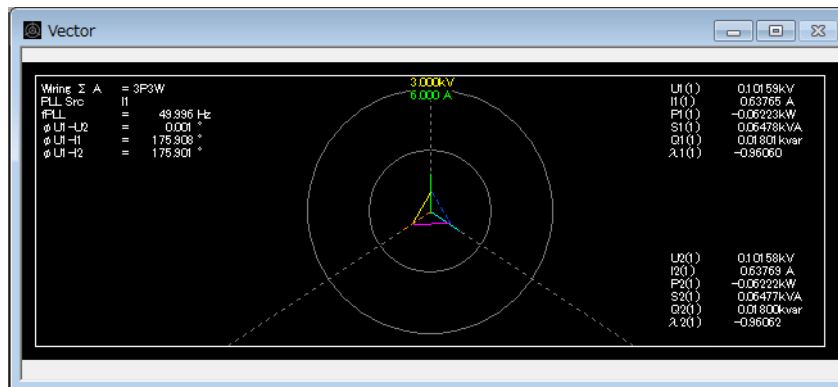 Vector
Wiring Σ A = 3P3W
PLL Src I1
fPLL = 49.996 Hz
φU1-U2 = 0.001 °
φU1-I1 = 175.908 °
φU1-I2 = 175.901 °
3.000kV
6.000 A
U1(1) 0.10159kV
I1(1) 0.63765 A
P1(1) -0.06223kW
S1(1) 0.06478kVA
Q1(1) 0.01801kvar
λ1(1) -0.96060
U2(1) 0.10158kV
I2(1) 0.63769 A
P2(1) -0.06222kW
S2(1) 0.06477kVA
Q2(1) 0.01800kvar
λ2(1) -0.96062